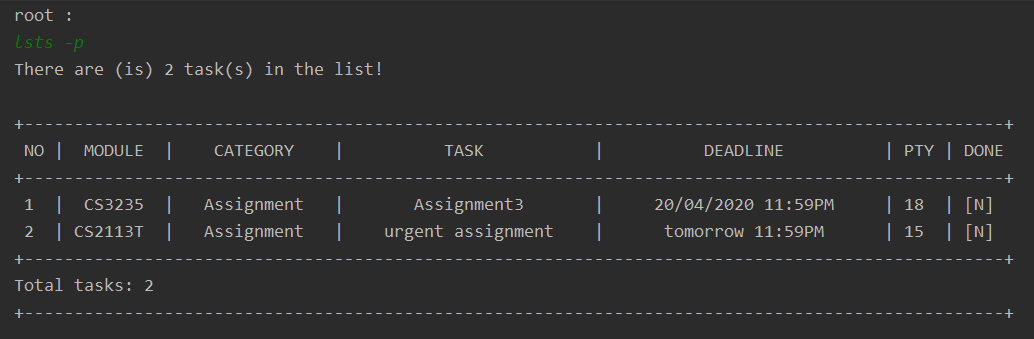 root :
lsts -p
There are (is) 2 task(s) in the list!
+--------------------------------------------------------------------------------------------------+
NO | MODULE | CATEGORY | TASK | DEADLINE | PTY | DONE
+--------------------------------------------------------------------------------------------------+
1 | CS3235 | Assignment | Assignment3 | 20/04/2020 11:59PM | 18 | [N]
2 | CS2113T | Assignment | urgent assignment | tomorrow 11:59PM | 15 | [N]
+--------------------------------------------------------------------------------------------------+
Total tasks: 2
+--------------------------------------------------------------------------------------------------+